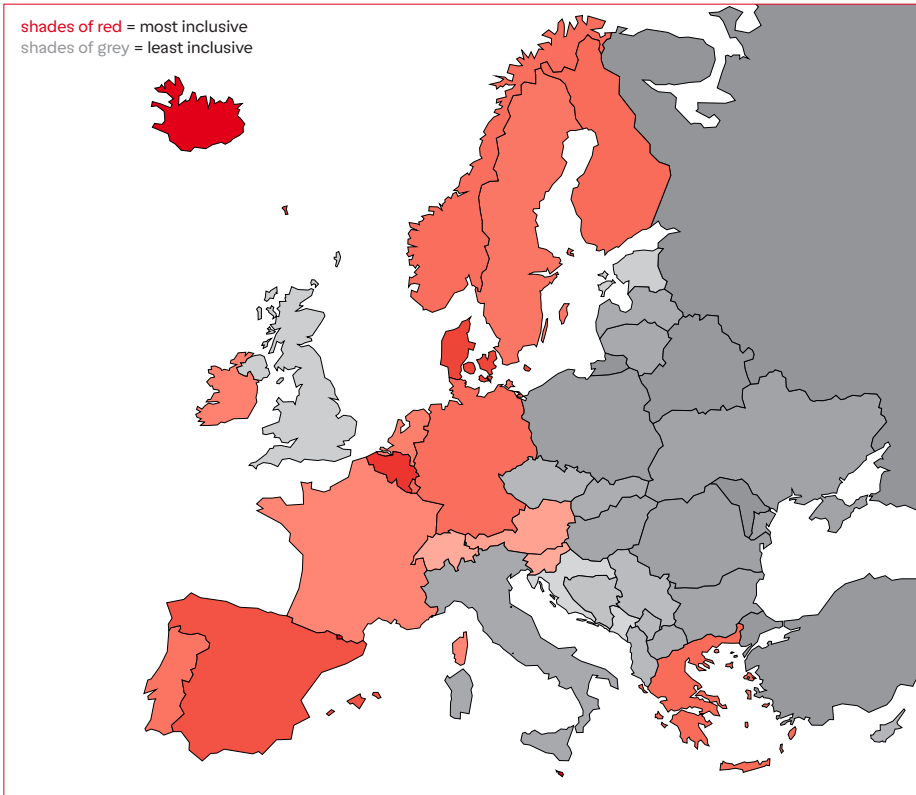 shades of red = most inclusive
shades of grey = least inclusive